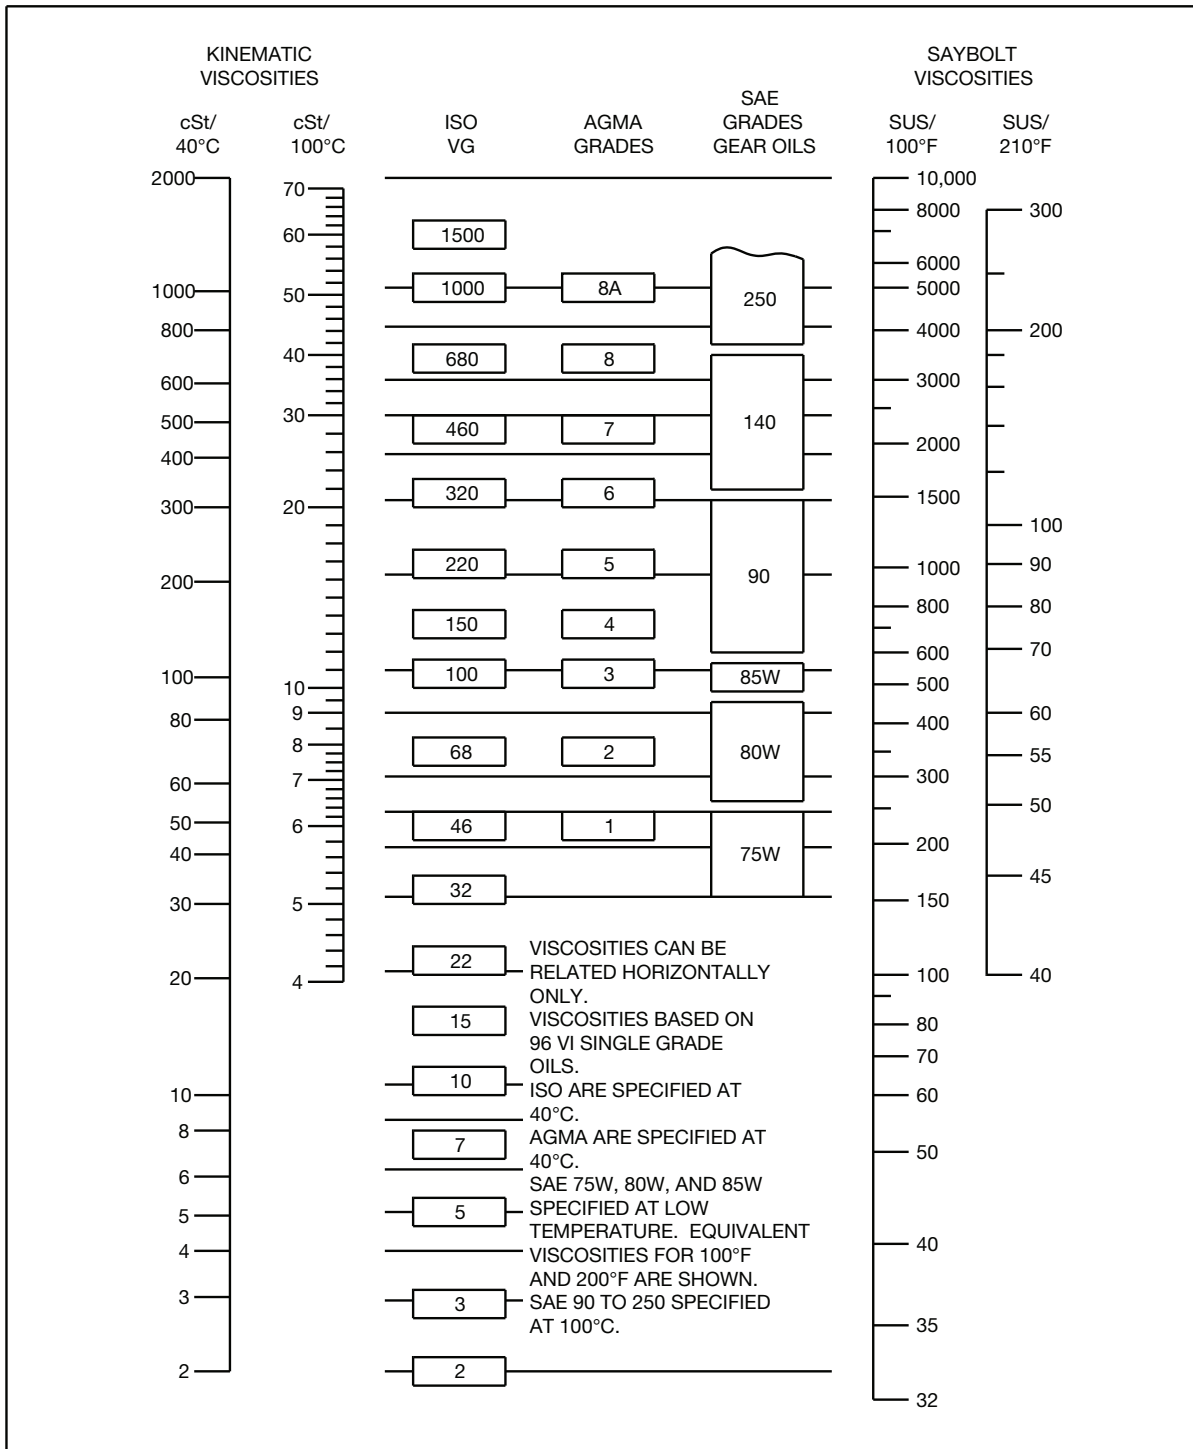 KINEMATIC
VISCOSITIES
SAYBOLT
VISCOSITIES
cSt/
40°C
cSt/
100°C
ISO
VG
AGMA
GRADES
SAE
GRADES
GEAR OILS
SUS/
100°F
SUS/
210°F
2000
1000
800
600
500
400
300
200
100
80
60
50
40
30
20
10
8
6
5
4
3
2
70
60
50
40
30
20
10
9
8
7
6
5
4
1500
1000
680
460
320
220
150
100
68
46
32
22
15
10
7
5
3
2
8A
8
7
6
5
4
3
2
1
250
140
90
85W
80W
75W
VISCOSITIES CAN BE
RELATED HORIZONTALLY
ONLY.
VISCOSITIES BASED ON
96 VI SINGLE GRADE
OILS.
ISO ARE SPECIFIED AT
40°C.
AGMA ARE SPECIFIED AT
40°C.
SAE 75W, 80W, AND 85W
SPECIFIED AT LOW
TEMPERATURE. EQUIVALENT
VISCOSITIES FOR 100°F
AND 200°F ARE SHOWN.
SAE 90 TO 250 SPECIFIED
AT 100°C.
10,000
8000
6000
5000
4000
3000
2000
1500
1000
800
600
500
400
300
200
150
100
80
70
60
50
40
35
32
300
200
100
90
80
70
60
55
50
45
40